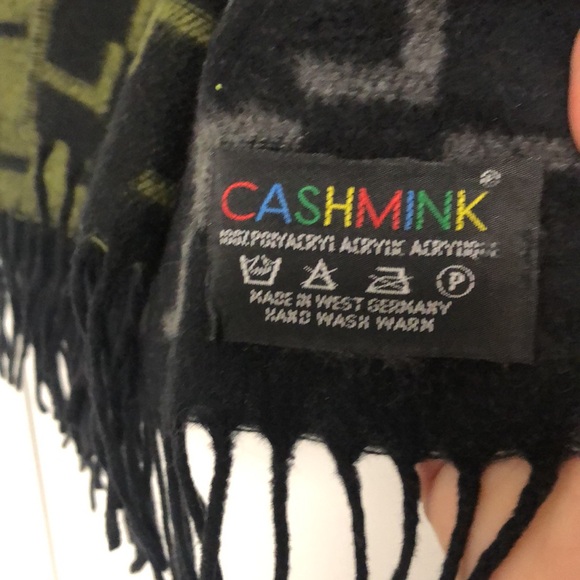 CASHMINK®
100% POLYACRYL ACRYLIC ACRYLIQUE
P
MADE IN WEST GERMANY
HAND WASH WARM